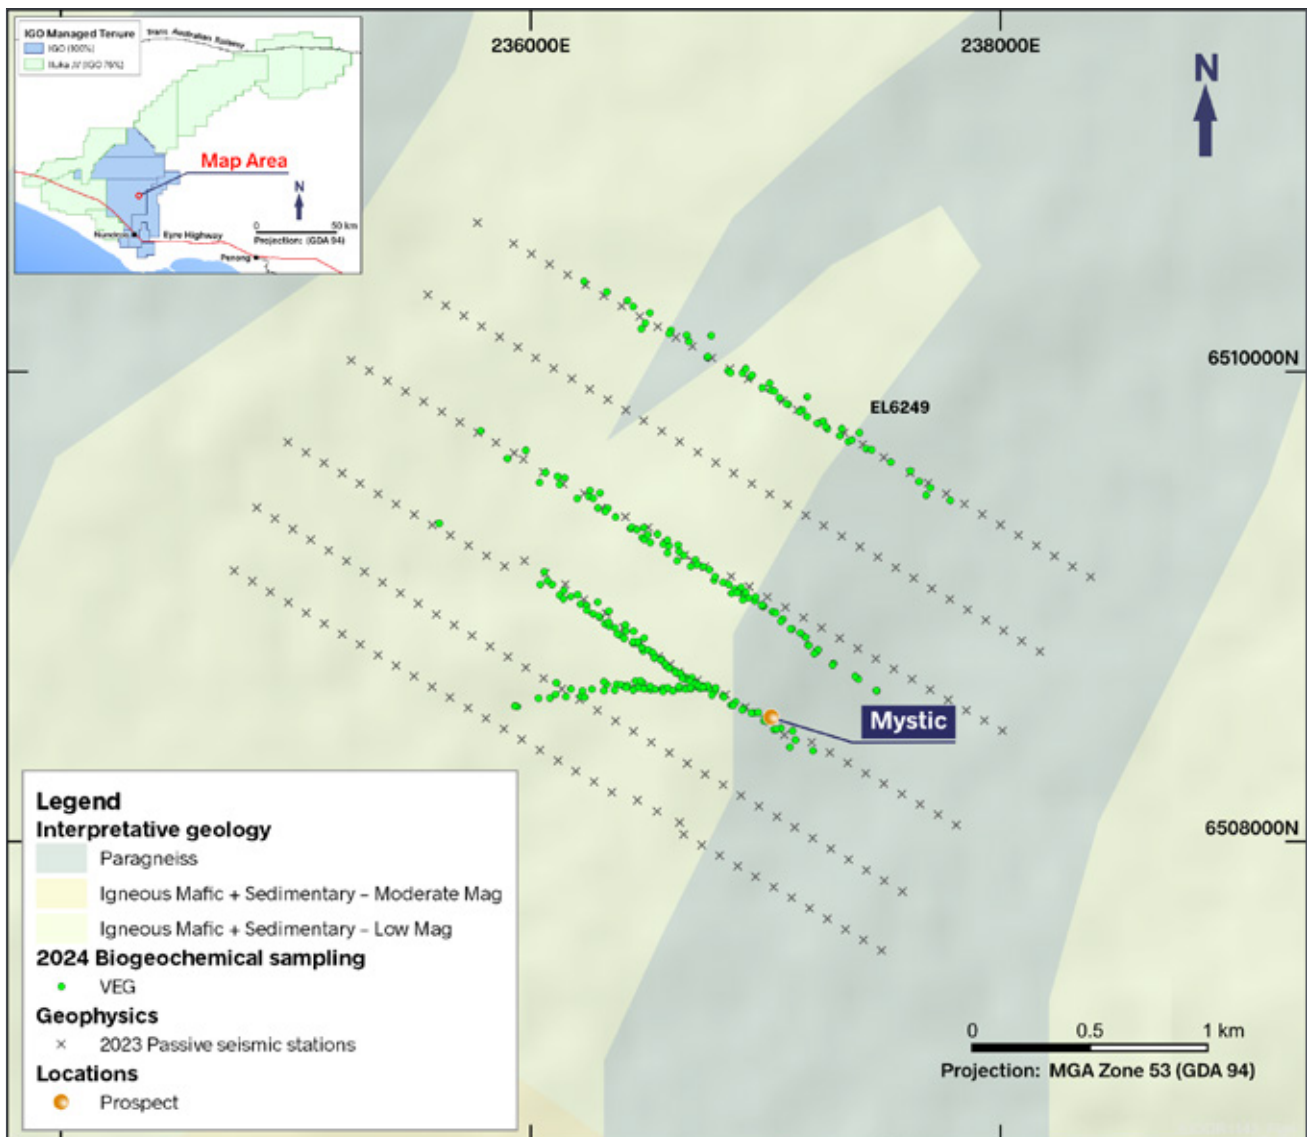 IGO Managed Tenure
IGO (100%)
Iluka JV (IGO 76%)
Trans Australian Railway
Map Area
N
0 50 km
Projection: (GDA 94)
Nundroo
Eyre Highway
Penong
236000E
238000E
N
6510000N
EL6249
Mystic
6508000N
Legend
Interpretative geology
Paragneiss
Igneous Mafic + Sedimentary – Moderate Mag
Igneous Mafic + Sedimentary – Low Mag
2024 Biogeochemical sampling
VEG
Geophysics
2023 Passive seismic stations
Locations
Prospect
0 0.5 1 km
Projection: MGA Zone 53 (GDA 94)